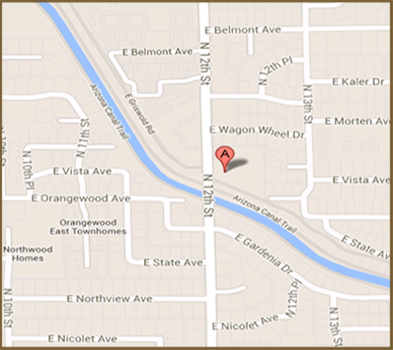 E Belmont Ave
E Belmont Ave
N 12th St
N 12th Pl
E Kaler Dr
N 13th St
Arizona Canal Trail
E Griswold Rd
N 11th St
E Wagon Wheel Dr
E Morten Ave
N 10th Pl
A
E Vista Ave
E Vista Ave
N 12th St
E Orangewood Ave
Arizona Canal Trail
Orangewood
East Townhomes
Northwood
Homes
E State Ave
E Gardenia Dr
E State Ave
N 10th St
E Northview Ave
N 12th Pl
N 13th St
E Nicolet Ave
E Nicolet Ave